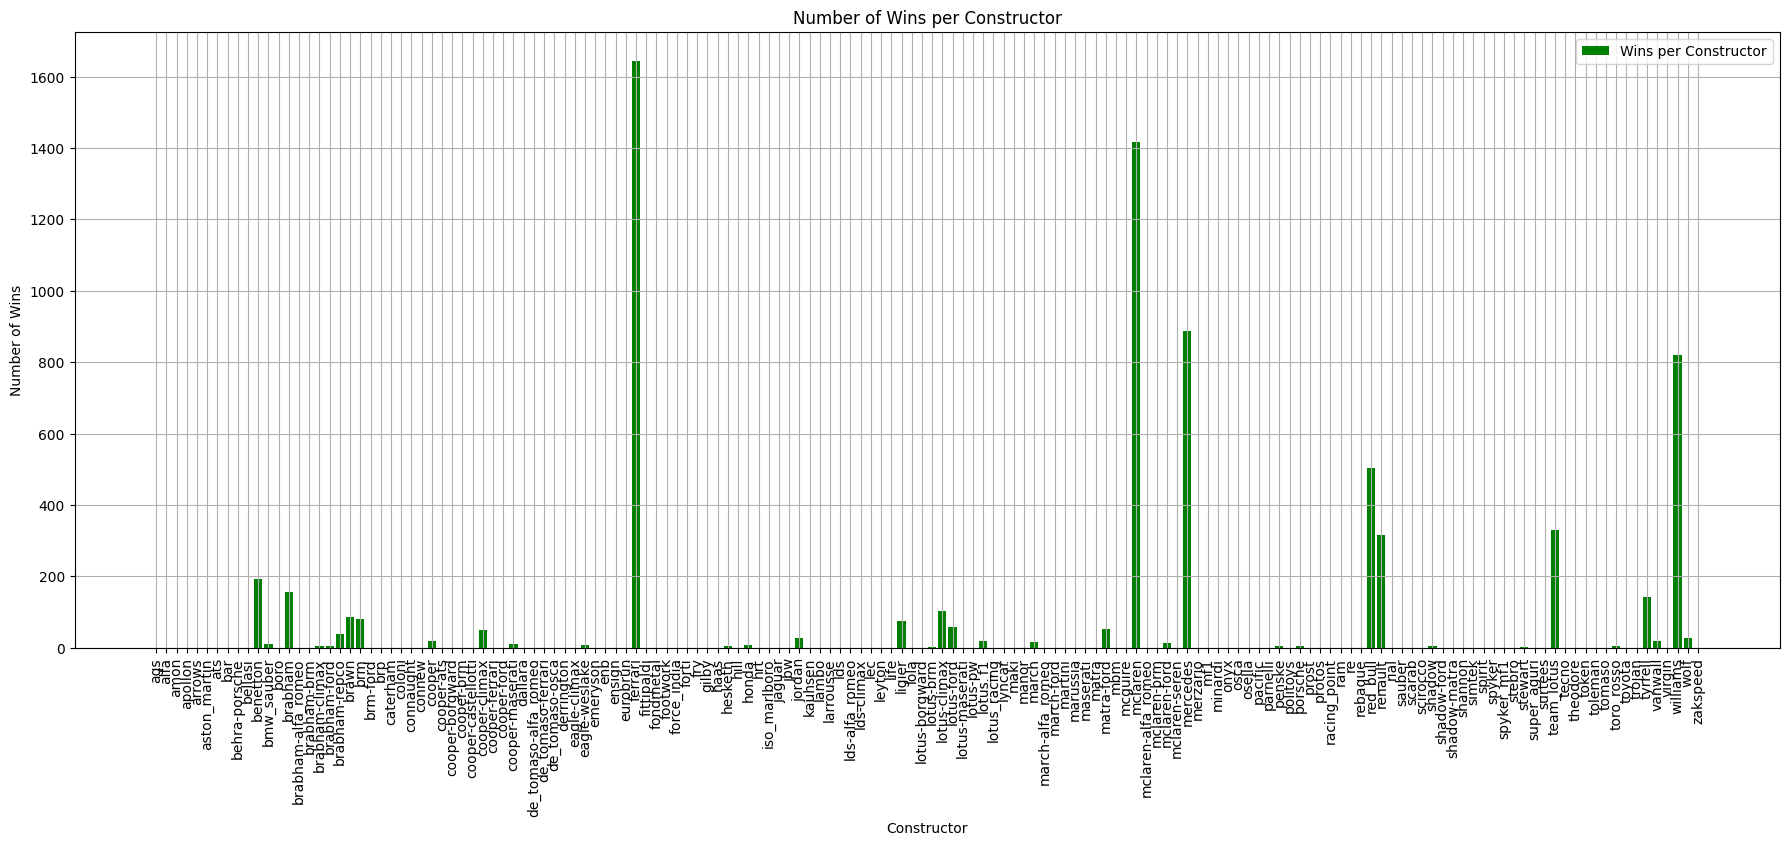 Number of Wins per Constructor
Wins per Constructor
Number of Wins
1600
1400
1200
1000
800
600
400
200
0
ags
alfa
amon
apollon
arrows
aston_martin
ats
bar
behra-porsche
bellasi
benetton
bmw_sauber
boro
brabham
brabham-alfa_romeo
brabham-brm
brabham-climax
brabham-ford
brabham-repco
brawn
brm
brm-ford
brp
caterham
coloni
connaught
connew
cooper
cooper-ats
cooper-borgward
cooper-brm
cooper-castellotti
cooper-climax
cooper-ferrari
cooper-ford
cooper-maserati
dallara
de_tomaso-alfa_romeo
de_tomaso-ferrari
de_tomaso-osca
derrington
eagle-climax
eagle-weslake
emeryson
enb
ensign
eurobrun
ferrari
fittipaldi
fondmetal
footwork
force_india
forti
fry
gilby
haas
hesketh
hill
honda
hrt
iso_marlboro
jaguar
jbw
jordan
kauhsen
lambo
larrousse
lds
lds-alfa_romeo
lds-climax
lec
leyton
life
ligier
lola
lotus-borgward
lotus-brm
lotus-climax
lotus-ford
lotus-maserati
lotus-pw
lotus_f1
lotus_racing
lyncar
maki
manor
march
march-alfa_romeo
march-ford
martini
marussia
maserati
matra
matra-ford
mbm
mcguire
mclaren
mclaren-alfa_romeo
mclaren-brm
mclaren-ford
mclaren-seren
mercedes
merzario
mf1
minardi
onyx
osca
osella
pacific
parnelli
penske
poirobys
porsche
prost
protos
racing_point
ram
re
rebaque
red_bull
renault
rial
sauber
scarab
scirocco
shadow
shadow-ford
shadow-matra
shannon
simtek
spirit
spyker
spyker_mf1
stebro
stewart
super_aguri
surtees
team_lotus
tecno
theodore
token
toleman
tomaso
toro_rosso
toyota
trojan
tyrrell
vanwall
virgin
williams
wolf
zakspeed
Constructor